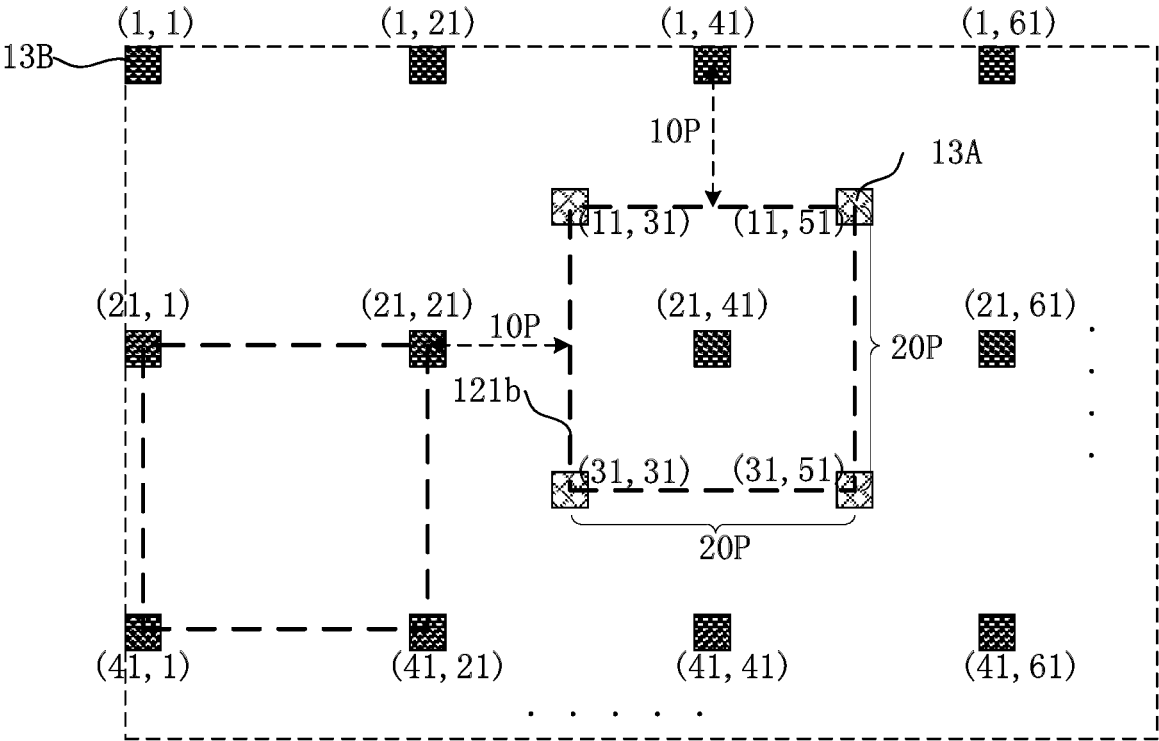 (1, 1) (1, 21) (1, 41) (1, 61)
13B
10P
13A
(11, 31) (11, 51)
(21, 1) (21, 21) (21, 41) (21, 61)
10P
20P
121b
(31, 31) (31, 51)
20P
(41, 1) (41, 21) (41, 41) (41, 61)